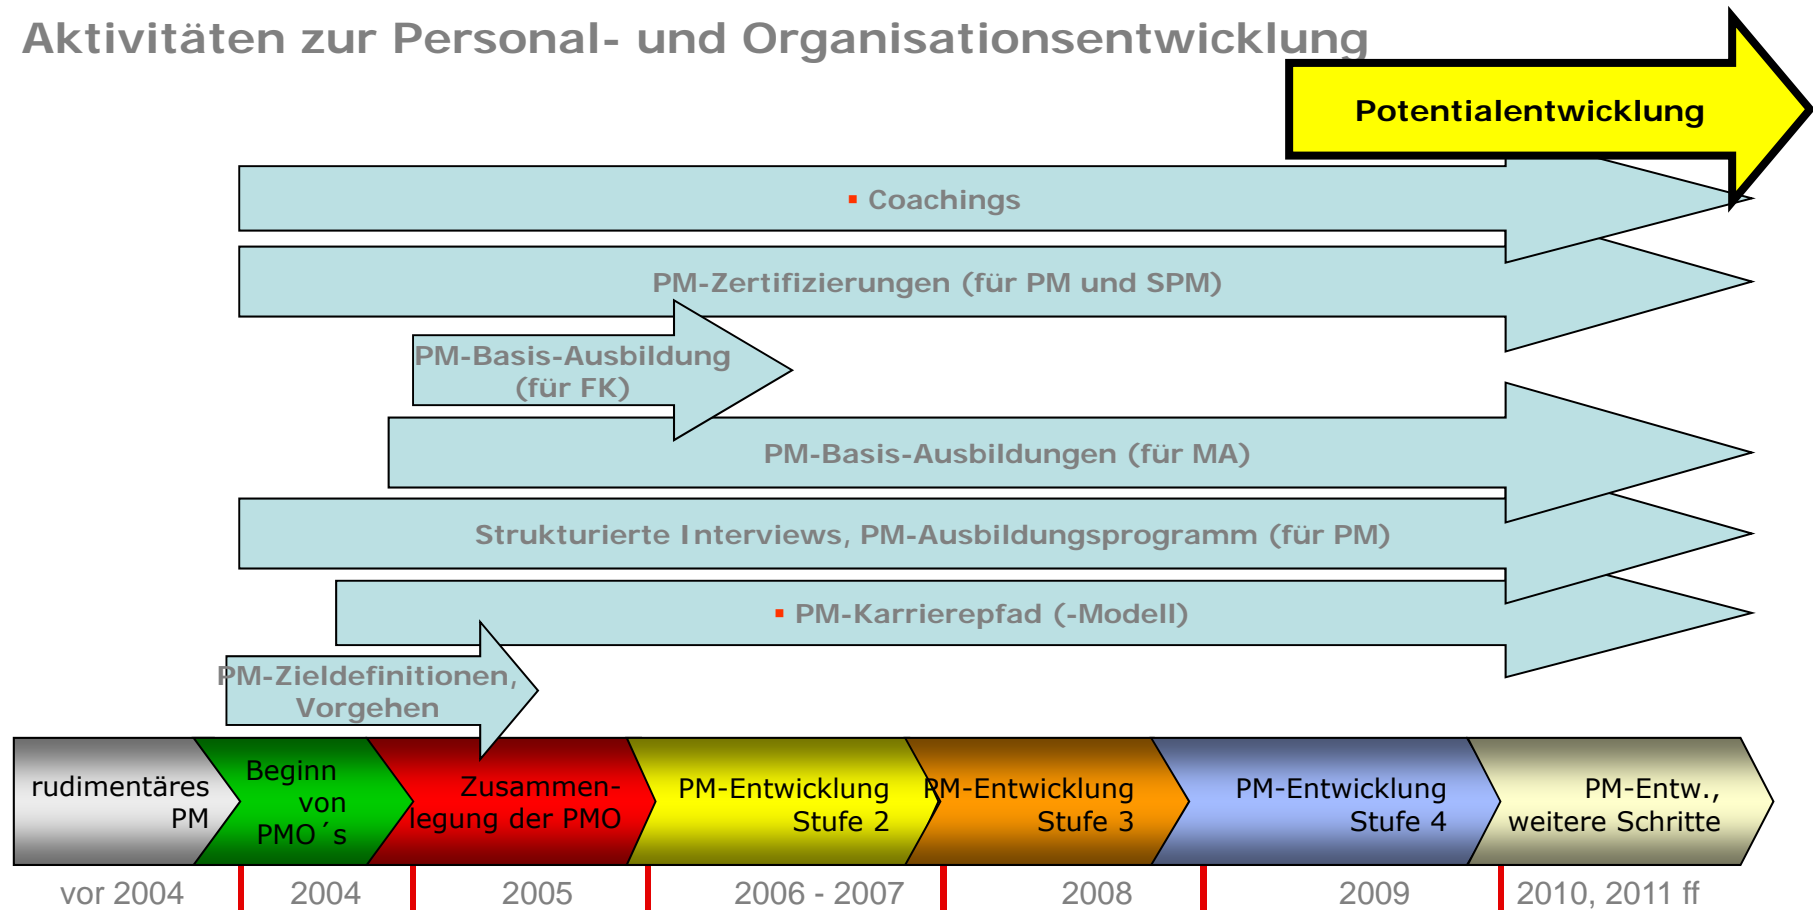 Aktivitäten zur Personal- und Organisationsentwicklung
Potentialentwicklung
▪ Coachings
PM-Zertifizierungen (für PM und SPM)
PM-Basis-Ausbildung
(für FK)
PM-Basis-Ausbildungen (für MA)
Strukturierte Interviews, PM-Ausbildungsprogramm (für PM)
▪ PM-Karrierepfad (-Modell)
PM-Zieldefinitionen,
Vorgehen
rudimentäres
PM
Beginn
von
PMO´s
Zusammen-
legung der PMO
PM-Entwicklung
Stufe 2
PM-Entwicklung
Stufe 3
PM-Entwicklung
Stufe 4
PM-Entw.,
weitere Schritte
vor 2004
2004
2005
2006 - 2007
2008
2009
2010, 2011 ff